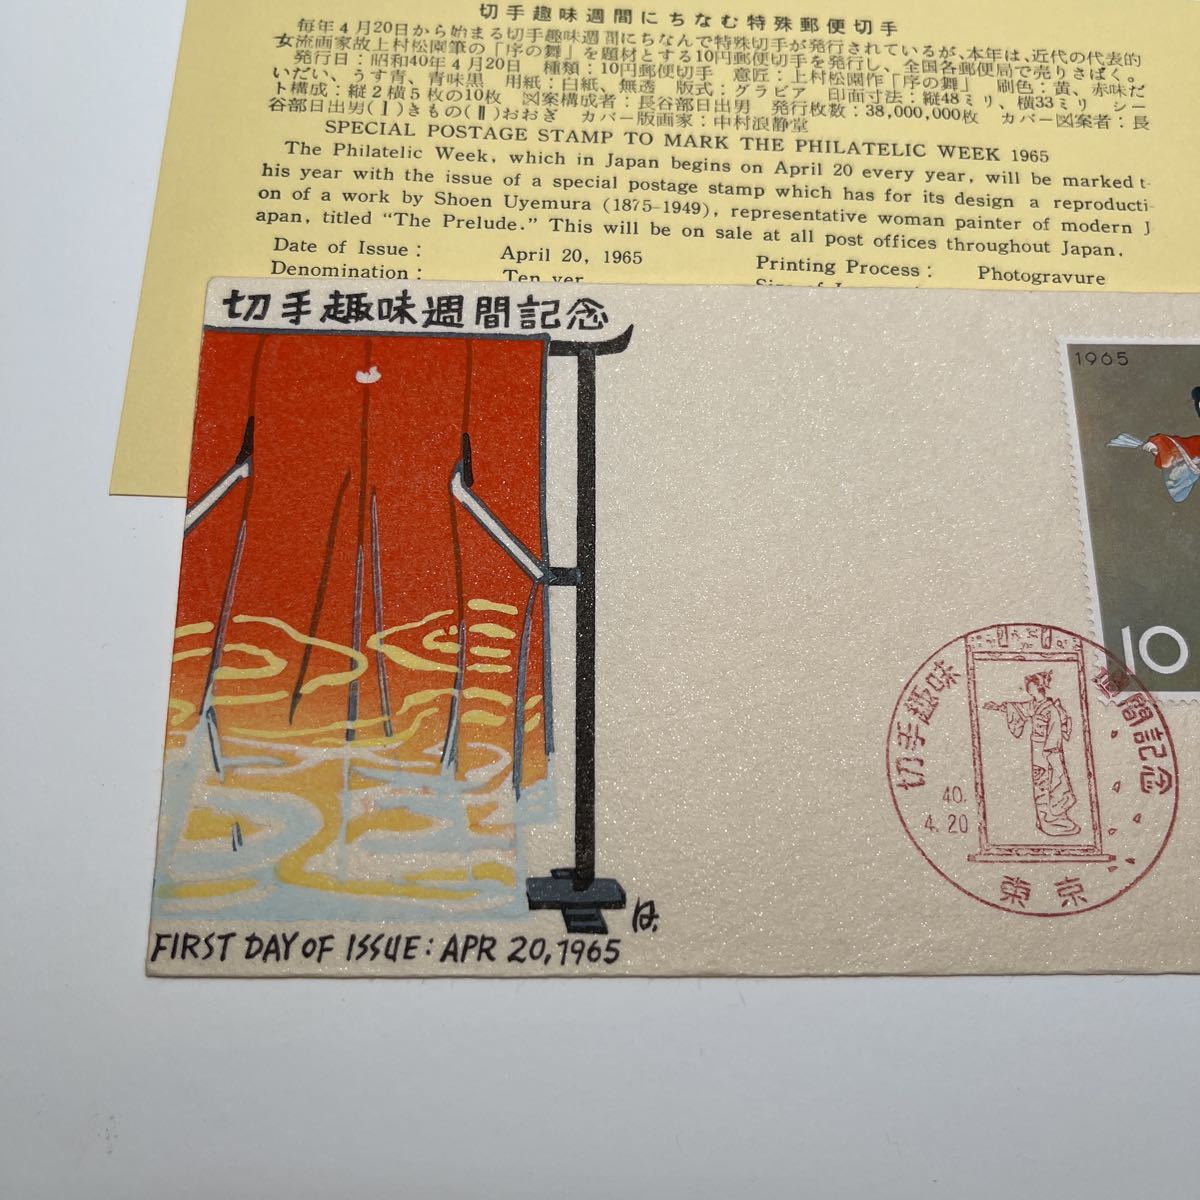 切手趣味週間にちなむ特殊郵便切手
毎年4月20日から始まる切手趣味週間にちなんで特殊切手が発行されているが、本年は、近代の代表的
女流画家故上村松園筆の「序の舞」を題材とする10円郵便切手を発行し、全国各郵便局で売りさばく。
発行日：昭和40年4月20日 種類：10円郵便切手 意匠：上村松園作「序の舞」 刷色：黄、赤味だ
いだい、うす青、青味黒 用紙：白紙、無透 版式：グラビア 印面寸法：縦48ミリ、横33ミリ シー
ト構成：縦2横5枚の10枚 図案構成者：長谷部日出男 発行枚数：38,000,000枚 カバー図案者：長
谷部日出男(Ⅰ)きもの(Ⅱ)おおぎ カバー版画家：中村浪静堂
SPECIAL POSTAGE STAMP TO MARK THE PHILATELIC WEEK 1965
The Philatelic Week, which in Japan begins on April 20 every year, will be marked t-
his year with the issue of a special postage stamp which has for its design a reproducti-
on of a work by Shoen Uyemura (1875-1949), representative woman painter of modern J
apan, titled “The Prelude.” This will be on sale at all post offices throughout Japan.
Date of Issue : April 20, 1965 Printing Process : Photogravure
Denomination : Ten yen
切手趣味週間記念
1965
10
切手趣味 週間記念
40.
4.20
東京
FIRST DAY OF ISSUE: APR 20, 1965